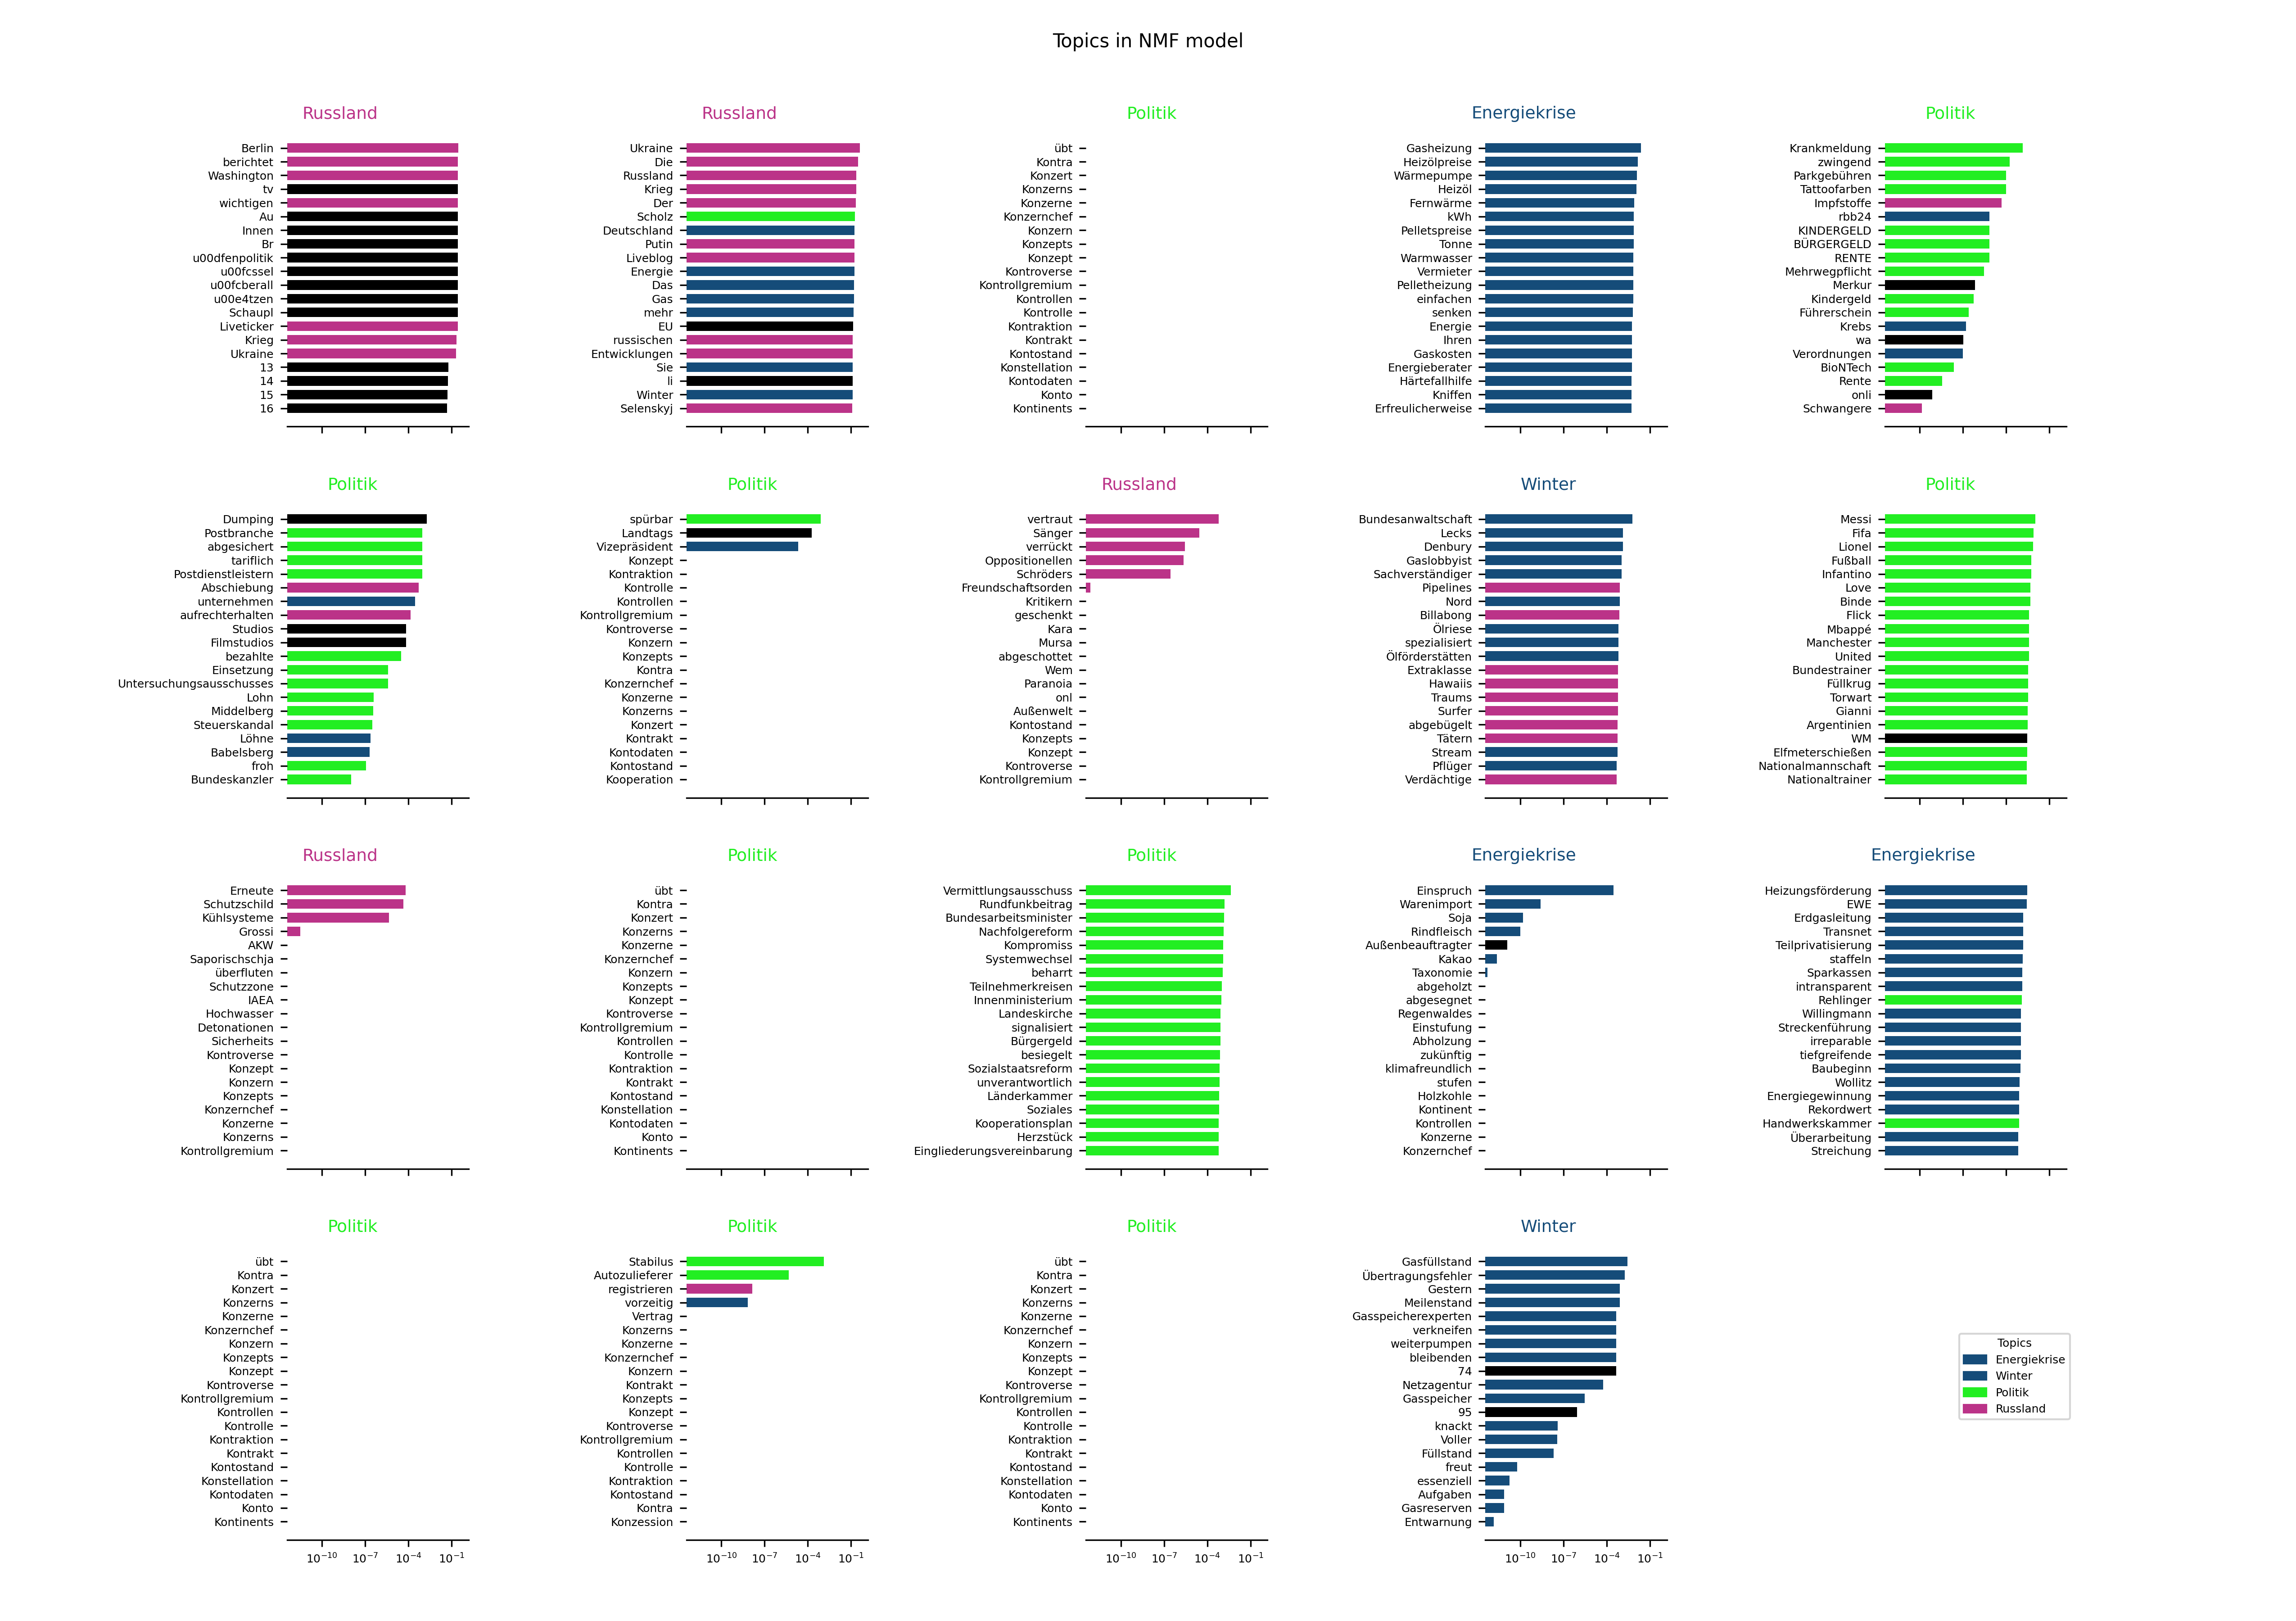 Topics in NMF model
Russland
Berlin
berichtet
Washington
tv
wichtigen
Au
Innen
Br
u00dfenpolitik
u00fcssel
u00fcberall
u00e4tzen
Schaupl
Liveticker
Krieg
Ukraine
13
14
15
16
Russland
Ukraine
Die
Russland
Krieg
Der
Scholz
Deutschland
Putin
Liveblog
Energie
Das
Gas
mehr
EU
russischen
Entwicklungen
Sie
li
Winter
Selenskyj
Politik
übt
Kontra
Konzert
Konzerns
Konzerne
Konzernchef
Konzern
Konzepts
Konzept
Kontroverse
Kontrollgremium
Kontrollen
Kontrolle
Kontraktion
Kontrakt
Kontostand
Konstellation
Kontodaten
Konto
Kontinents
Energiekrise
Gasheizung
Heizölpreise
Wärmepumpe
Heizöl
Fernwärme
kWh
Pelletspreise
Tonne
Warmwasser
Vermieter
Pelletheizung
einfachen
senken
Energie
Ihren
Gaskosten
Energieberater
Härtefallhilfe
Kniffen
Erfreulicherweise
Politik
Krankmeldung
zwingend
Parkgebühren
Tattoofarben
Impfstoffe
rbb24
KINDERGELD
BÜRGERGELD
RENTE
Mehrwegpflicht
Merkur
Kindergeld
Führerschein
Krebs
wa
Verordnungen
BioNTech
Rente
onli
Schwangere
Politik
Dumping
Postbranche
abgesichert
tariflich
Postdienstleistern
Abschiebung
unternehmen
aufrechterhalten
Studios
Filmstudios
bezahlte
Einsetzung
Untersuchungsausschusses
Lohn
Middelberg
Steuerskandal
Löhne
Babelsberg
froh
Bundeskanzler
Politik
spürbar
Landtags
Vizepräsident
Konzept
Kontraktion
Kontrolle
Kontrollen
Kontrollgremium
Kontroverse
Konzern
Konzepts
Kontra
Konzernchef
Konzerne
Konzerns
Konzert
Kontrakt
Kontodaten
Kontostand
Kooperation
Russland
vertraut
Sänger
verrückt
Oppositionellen
Schröders
Freundschaftsorden
Kritikern
geschenkt
Kara
Mursa
abgeschottet
Wem
Paranoia
onl
Außenwelt
Kontostand
Konzepts
Konzept
Kontroverse
Kontrollgremium
Winter
Bundesanwaltschaft
Lecks
Denbury
Gaslobbyist
Sachverständiger
Pipelines
Nord
Billabong
Ölriese
spezialisiert
Ölförderstätten
Extraklasse
Hawaiis
Traums
Surfer
abgebügelt
Tätern
Stream
Pflüger
Verdächtige
Politik
Messi
Fifa
Lionel
Fußball
Infantino
Love
Binde
Flick
Mbappé
Manchester
United
Bundestrainer
Füllkrug
Torwart
Gianni
Argentinien
WM
Elfmeterschießen
Nationalmannschaft
Nationaltrainer
Russland
Erneute
Schutzschild
Kühlsysteme
Grossi
AKW
Saporischschja
überfluten
Schutzzone
IAEA
Hochwasser
Detonationen
Sicherheits
Kontroverse
Konzept
Konzern
Konzepts
Konzernchef
Konzerne
Konzerns
Kontrollgremium
Politik
übt
Kontra
Konzert
Konzerns
Konzerne
Konzernchef
Konzern
Konzepts
Konzept
Kontroverse
Kontrollgremium
Kontrollen
Kontrolle
Kontraktion
Kontrakt
Kontostand
Konstellation
Kontodaten
Konto
Kontinents
Politik
Vermittlungsausschuss
Rundfunkbeitrag
Bundesarbeitsminister
Nachfolgereform
Kompromiss
Systemwechsel
beharrt
Teilnehmerkreisen
Innenministerium
Landeskirche
signalisiert
Bürgergeld
besiegelt
Sozialstaatsreform
unverantwortlich
Länderkammer
Soziales
Kooperationsplan
Herzstück
Eingliederungsvereinbarung
Energiekrise
Einspruch
Warenimport
Soja
Rindfleisch
Außenbeauftragter
Kakao
Taxonomie
abgeholzt
abgesegnet
Regenwaldes
Einstufung
Abholzung
zukünftig
klimafreundlich
stufen
Holzkohle
Kontinent
Kontrollen
Konzerne
Konzernchef
Energiekrise
Heizungsförderung
EWE
Erdgasleitung
Transnet
Teilprivatisierung
staffeln
Sparkassen
intransparent
Rehlinger
Willingmann
Streckenführung
irreparable
tiefgreifende
Baubeginn
Wollitz
Energiegewinnung
Rekordwert
Handwerkskammer
Überarbeitung
Streichung
Politik
übt
Kontra
Konzert
Konzerns
Konzerne
Konzernchef
Konzern
Konzepts
Konzept
Kontroverse
Kontrollgremium
Kontrollen
Kontrolle
Kontraktion
Kontrakt
Kontostand
Konstellation
Kontodaten
Konto
Kontinents
10⁻¹⁰ 10⁻⁷ 10⁻⁴ 10⁻¹
Politik
Stabilus
Autozulieferer
registrieren
vorzeitig
Vertrag
Konzerns
Konzerne
Konzernchef
Konzern
Kontrakt
Konzepts
Konzept
Kontroverse
Kontrollgremium
Kontrollen
Kontrolle
Kontraktion
Kontostand
Kontra
Konzession
10⁻¹⁰ 10⁻⁷ 10⁻⁴ 10⁻¹
Politik
übt
Kontra
Konzert
Konzerns
Konzerne
Konzernchef
Konzern
Konzepts
Konzept
Kontroverse
Kontrollgremium
Kontrollen
Kontrolle
Kontraktion
Kontrakt
Kontostand
Konstellation
Kontodaten
Konto
Kontinents
10⁻¹⁰ 10⁻⁷ 10⁻⁴ 10⁻¹
Winter
Gasfüllstand
Übertragungsfehler
Gestern
Meilenstand
Gasspeicherexperten
verkneifen
weiterpumpen
bleibenden
74
Netzagentur
Gasspeicher
95
knackt
Voller
Füllstand
freut
essenziell
Aufgaben
Gasreserven
Entwarnung
10⁻¹⁰ 10⁻⁷ 10⁻⁴ 10⁻¹
Topics
Energiekrise
Winter
Politik
Russland